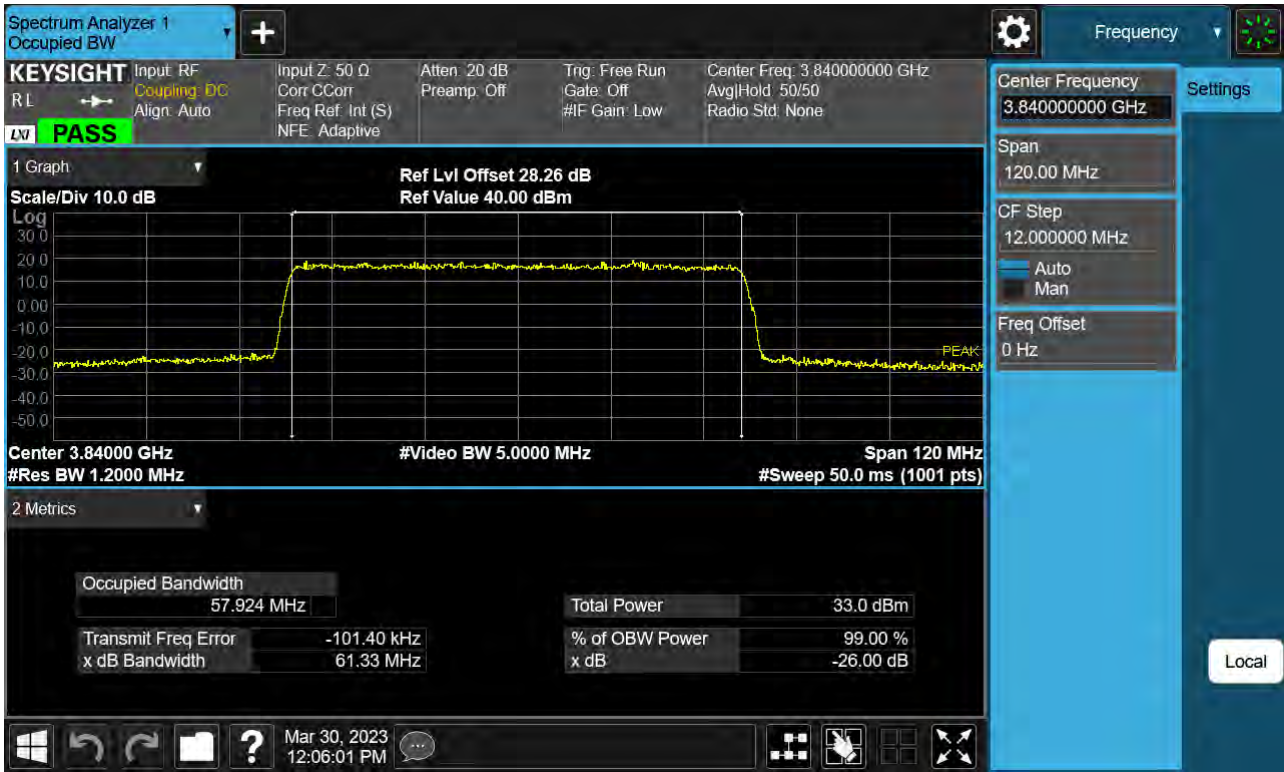 Spectrum Analyzer 1
Occupied BW
+
Frequency
KEYSIGHT
RL
LXI
PASS
Input: RF
Coupling: DC
Align: Auto
Input Z: 50 Ω
Corr CCorr
Freq Ref: Int (S)
NFE: Adaptive
Atten: 20 dB
Preamp: Off
Trig: Free Run
Gate: Off
#IF Gain: Low
Center Freq: 3.840000000 GHz
Avg|Hold: 50/50
Radio Std: None
Center Frequency
3.840000000 GHz
Settings
Span
120.00 MHz
CF Step
12.000000 MHz
Auto
Man
Freq Offset
0 Hz
Local
1 Graph
Scale/Div 10.0 dB
Ref Lvl Offset 28.26 dB
Ref Value 40.00 dBm
Log
30.0
20.0
10.0
0.00
-10.0
-20.0
-30.0
-40.0
-50.0
PEAK
Center 3.84000 GHz
#Video BW 5.0000 MHz
Span 120 MHz
#Res BW 1.2000 MHz
#Sweep 50.0 ms (1001 pts)
2 Metrics
Occupied Bandwidth
57.924 MHz
Total Power 33.0 dBm
Transmit Freq Error -101.40 kHz
% of OBW Power 99.00 %
x dB Bandwidth 61.33 MHz
x dB -26.00 dB
?
Mar 30, 2023
12:06:01 PM